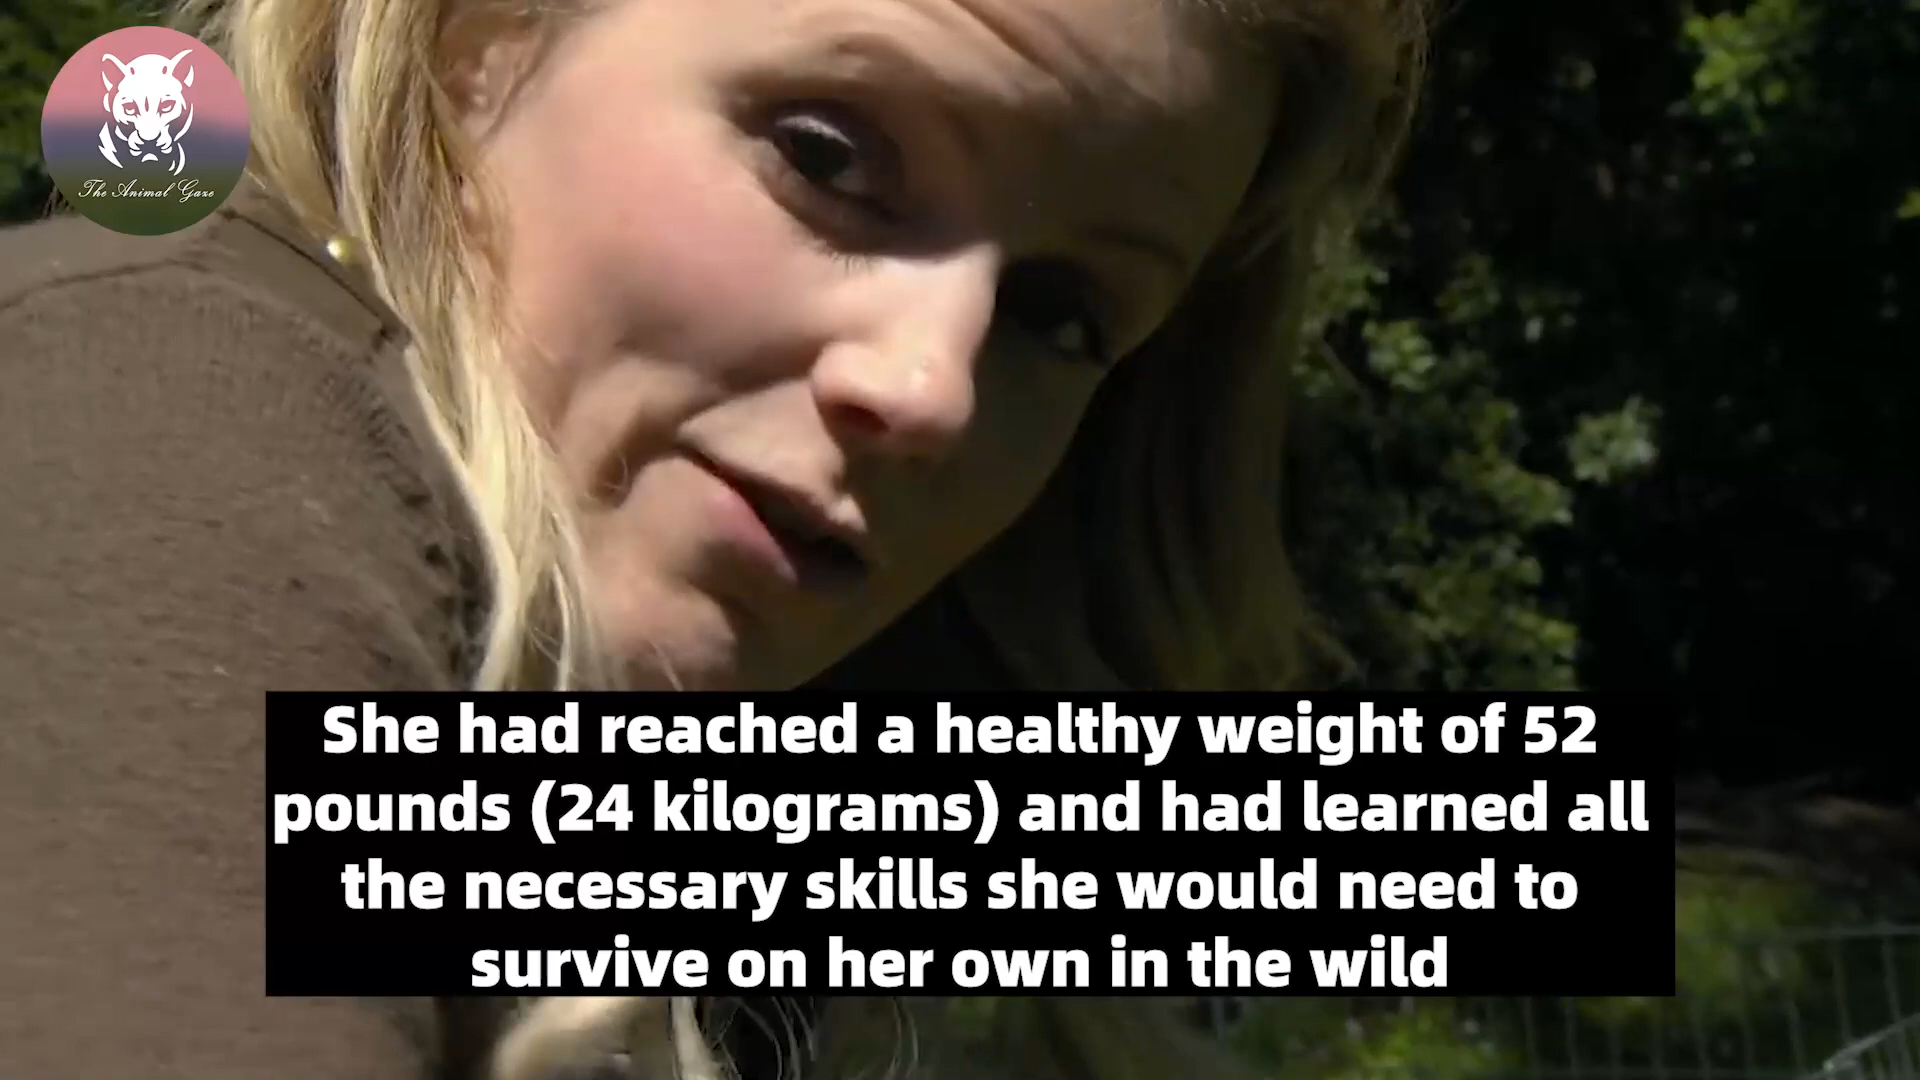 The Animal Gaze
She had reached a healthy weight of 52
pounds (24 kilograms) and had learned all
the necessary skills she would need to
survive on her own in the wild